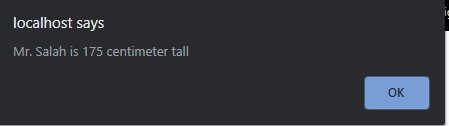 localhost says
Mr. Salah is 175 centimeter tall
OK